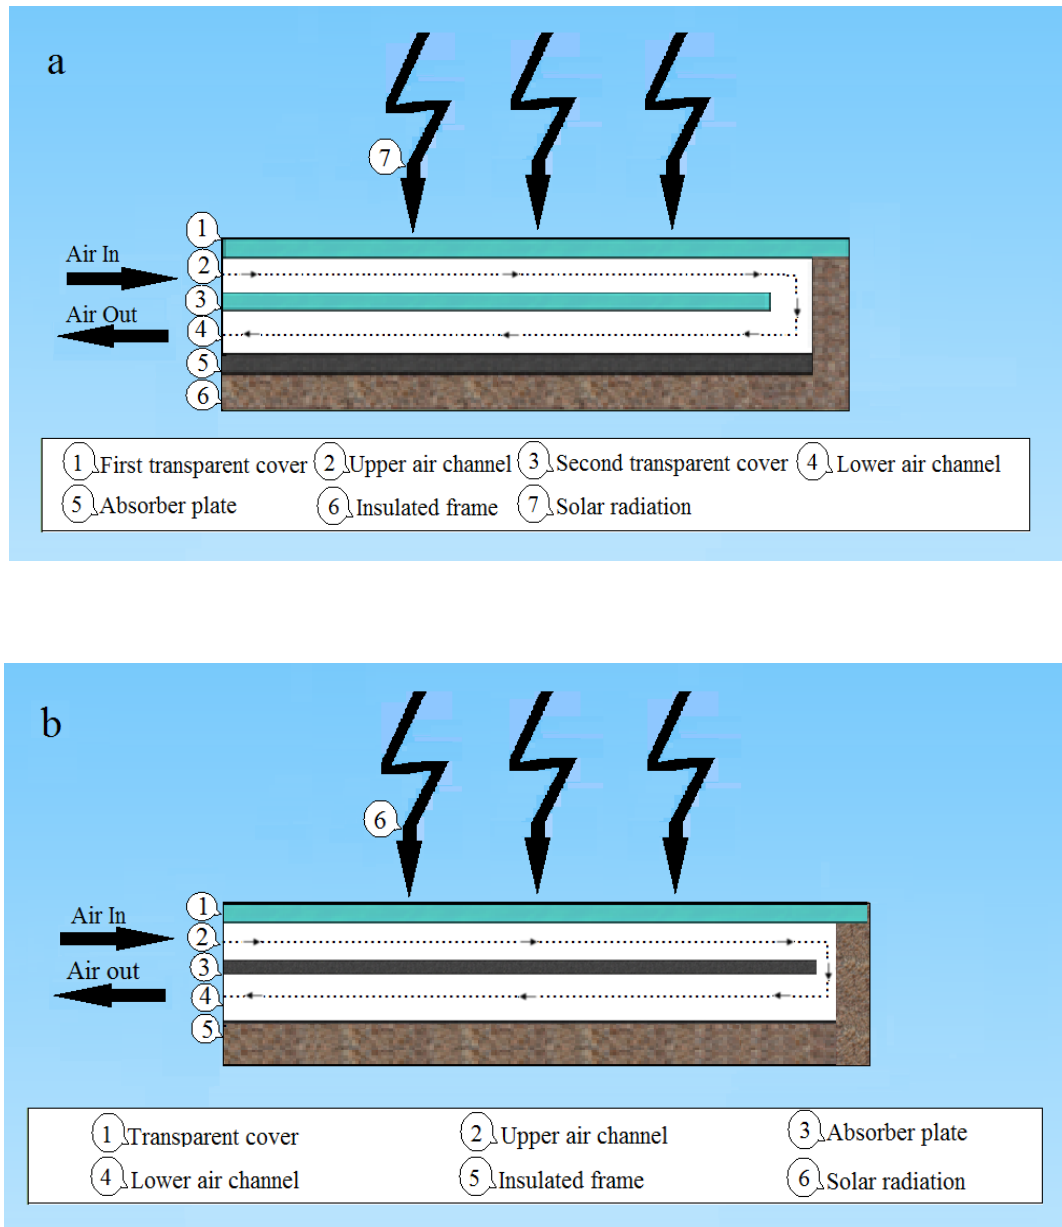 a
7
1
Air In
2
3
Air Out
4
5
6
1 First transparent cover 2 Upper air channel 3 Second transparent cover 4 Lower air channel
5 Absorber plate 6 Insulated frame 7 Solar radiation
b
6
1
Air In
2
3
Air out
4
5
1 Transparent cover 2 Upper air channel 3 Absorber plate
4 Lower air channel 5 Insulated frame 6 Solar radiation